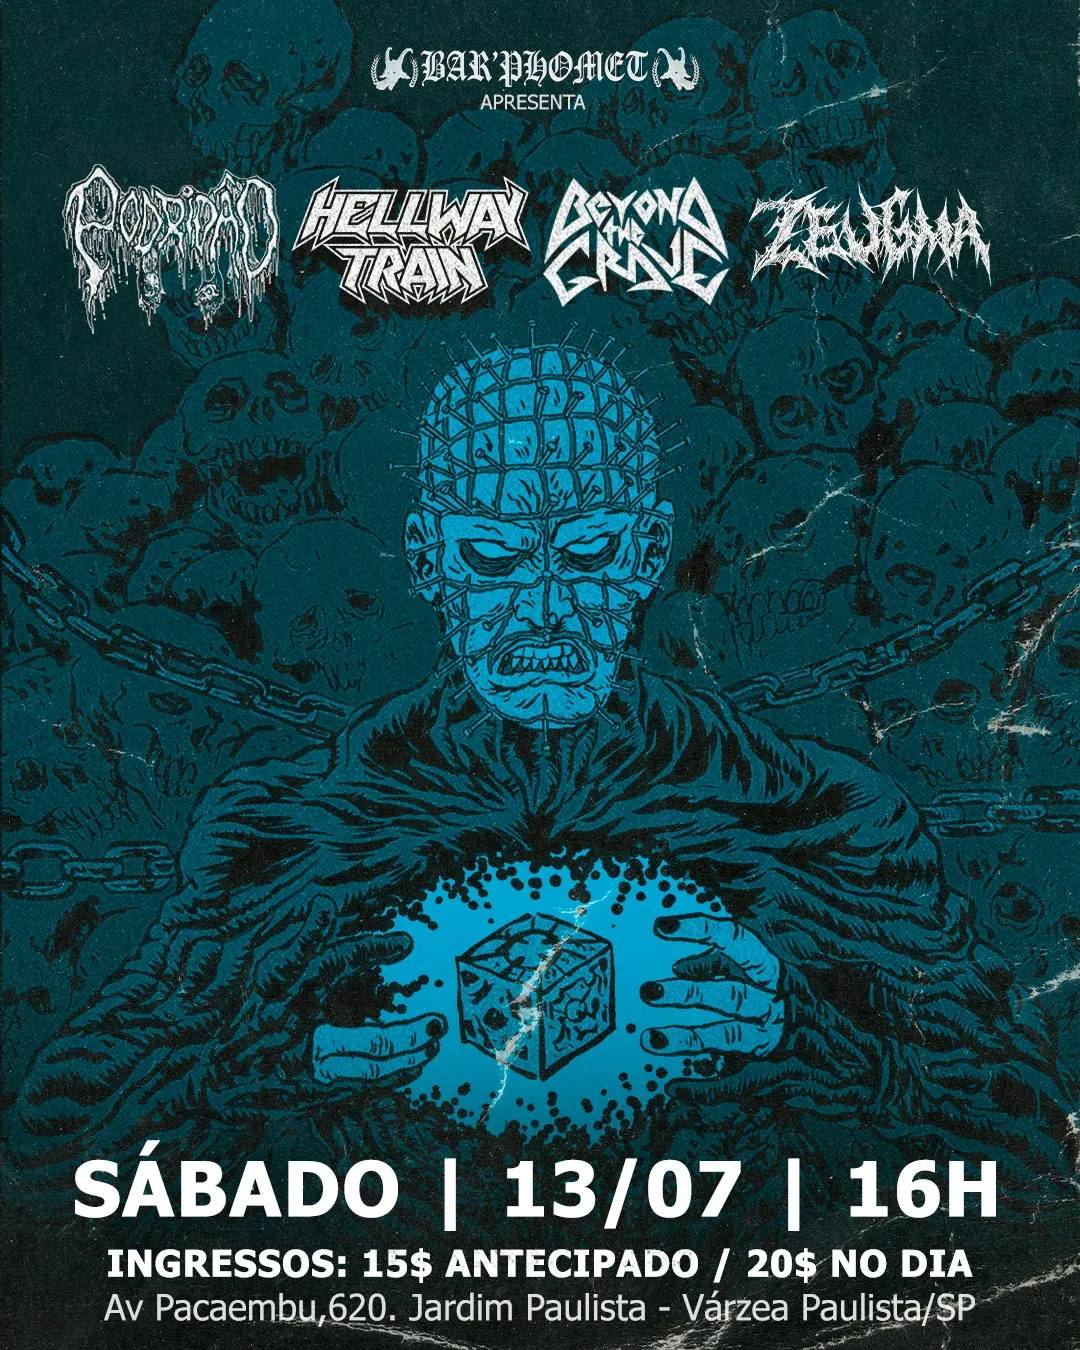 BAR'PHOMET
APRESENTA
PODRIDÃO
HELLWAY
TRAIN
BEYOND
THE
GRAVE
ZEUGMA
SÁBADO | 13/07 | 16H
INGRESSOS: 15$ ANTECIPADO / 20$ NO DIA
Av Pacaembu,620. Jardim Paulista - Várzea Paulista/SP